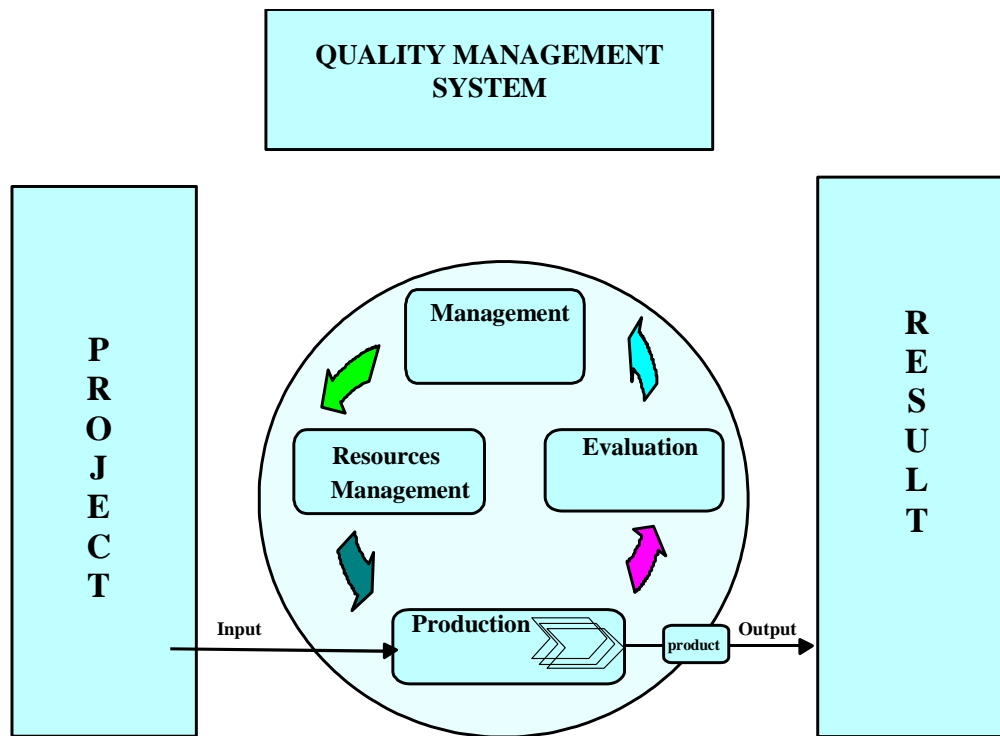 QUALITY MANAGEMENT
SYSTEM
P
R
O
J
E
C
T
Management
Resources
Management
Evaluation
Input
Production
product
Output
R
E
S
U
L
T